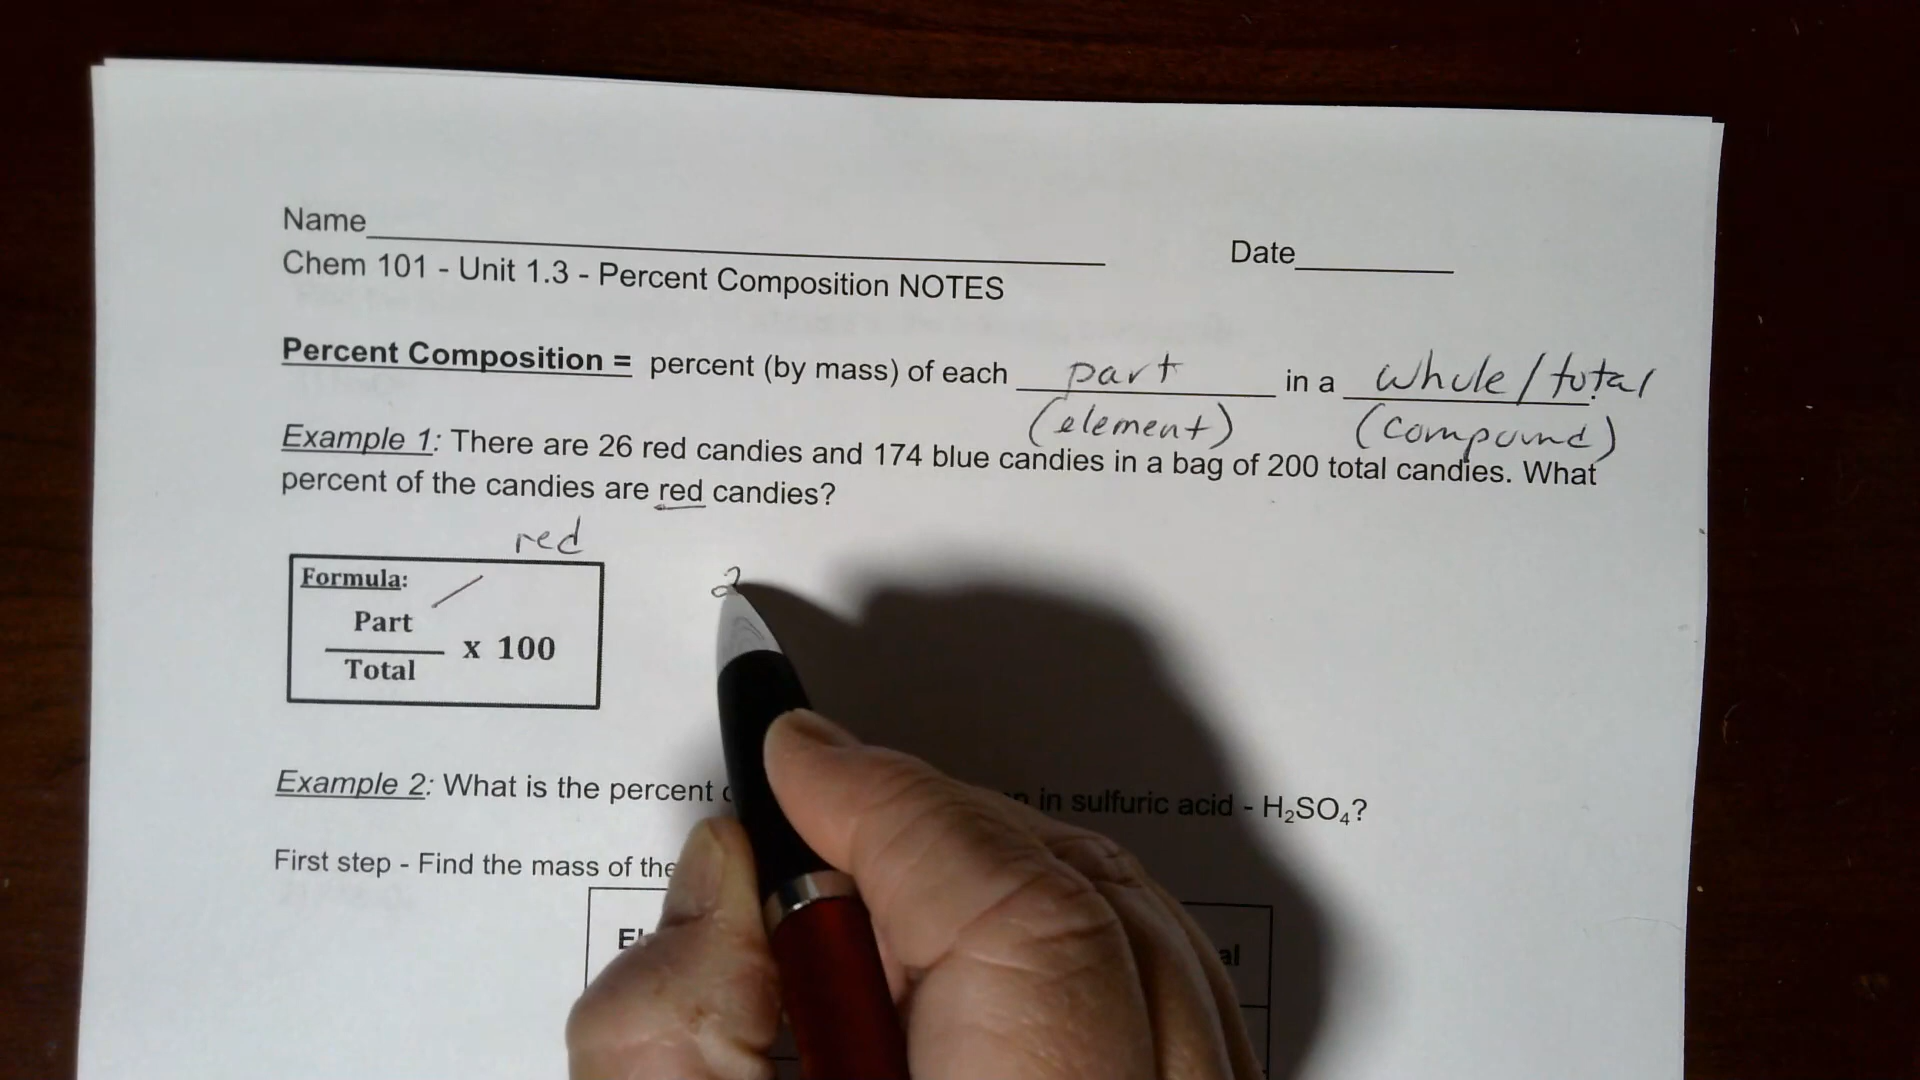 Name____ Date____
Chem 101 - Unit 1.3 - Percent Composition NOTES
Percent Composition = percent (by mass) of each part in a whole/total
(element) (compound)
Example 1: There are 26 red candies and 174 blue candies in a bag of 200 total candies. What
percent of the candies are red candies?
red
Formula:
Part
Total
x 100
2
Example 2: What is the percent in sulfuric acid - H₂SO₄?
First step - Find the mass of the